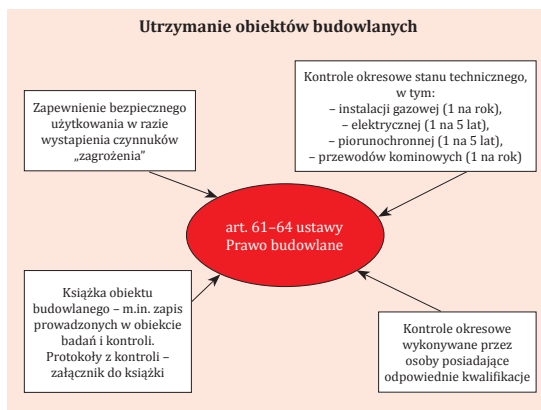 Utrzymanie obiektów budowlanych
Zapewnienie bezpiecznego
użytkowania w razie
wystapienia czynnuków
„zagrożenia”
Kontrole okresowe stanu technicznego,
w tym:
– instalacji gazowej (1 na rok),
– elektrycznej (1 na 5 lat),
– piorunochronnej (1 na 5 lat),
– przewodów kominowych (1 na rok)
art. 61–64 ustawy
Prawo budowlane
Książka obiektu
budowlanego – m.in. zapis
prowadzonych w obiekcie
badań i kontroli.
Protokoły z kontroli –
załącznik do książki
Kontrole okresowe
wykonywane przez
osoby posiadające
odpowiednie kwalifikacje